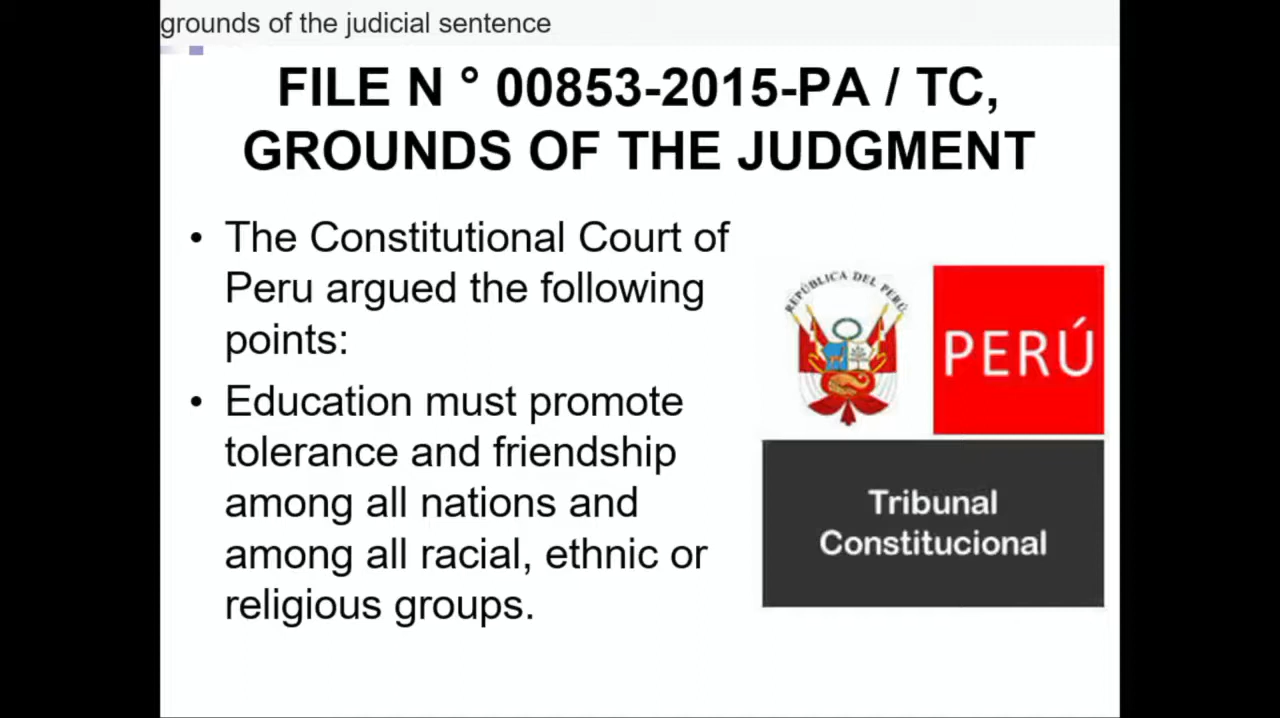 grounds of the judicial sentence
FILE N ° 00853-2015-PA / TC,
GROUNDS OF THE JUDGMENT
• The Constitutional Court of
Peru argued the following
points:
• Education must promote
tolerance and friendship
among all nations and
among all racial, ethnic or
religious groups.
REPÚBLICA DEL PERÚ
PERÚ
Tribunal
Constitucional